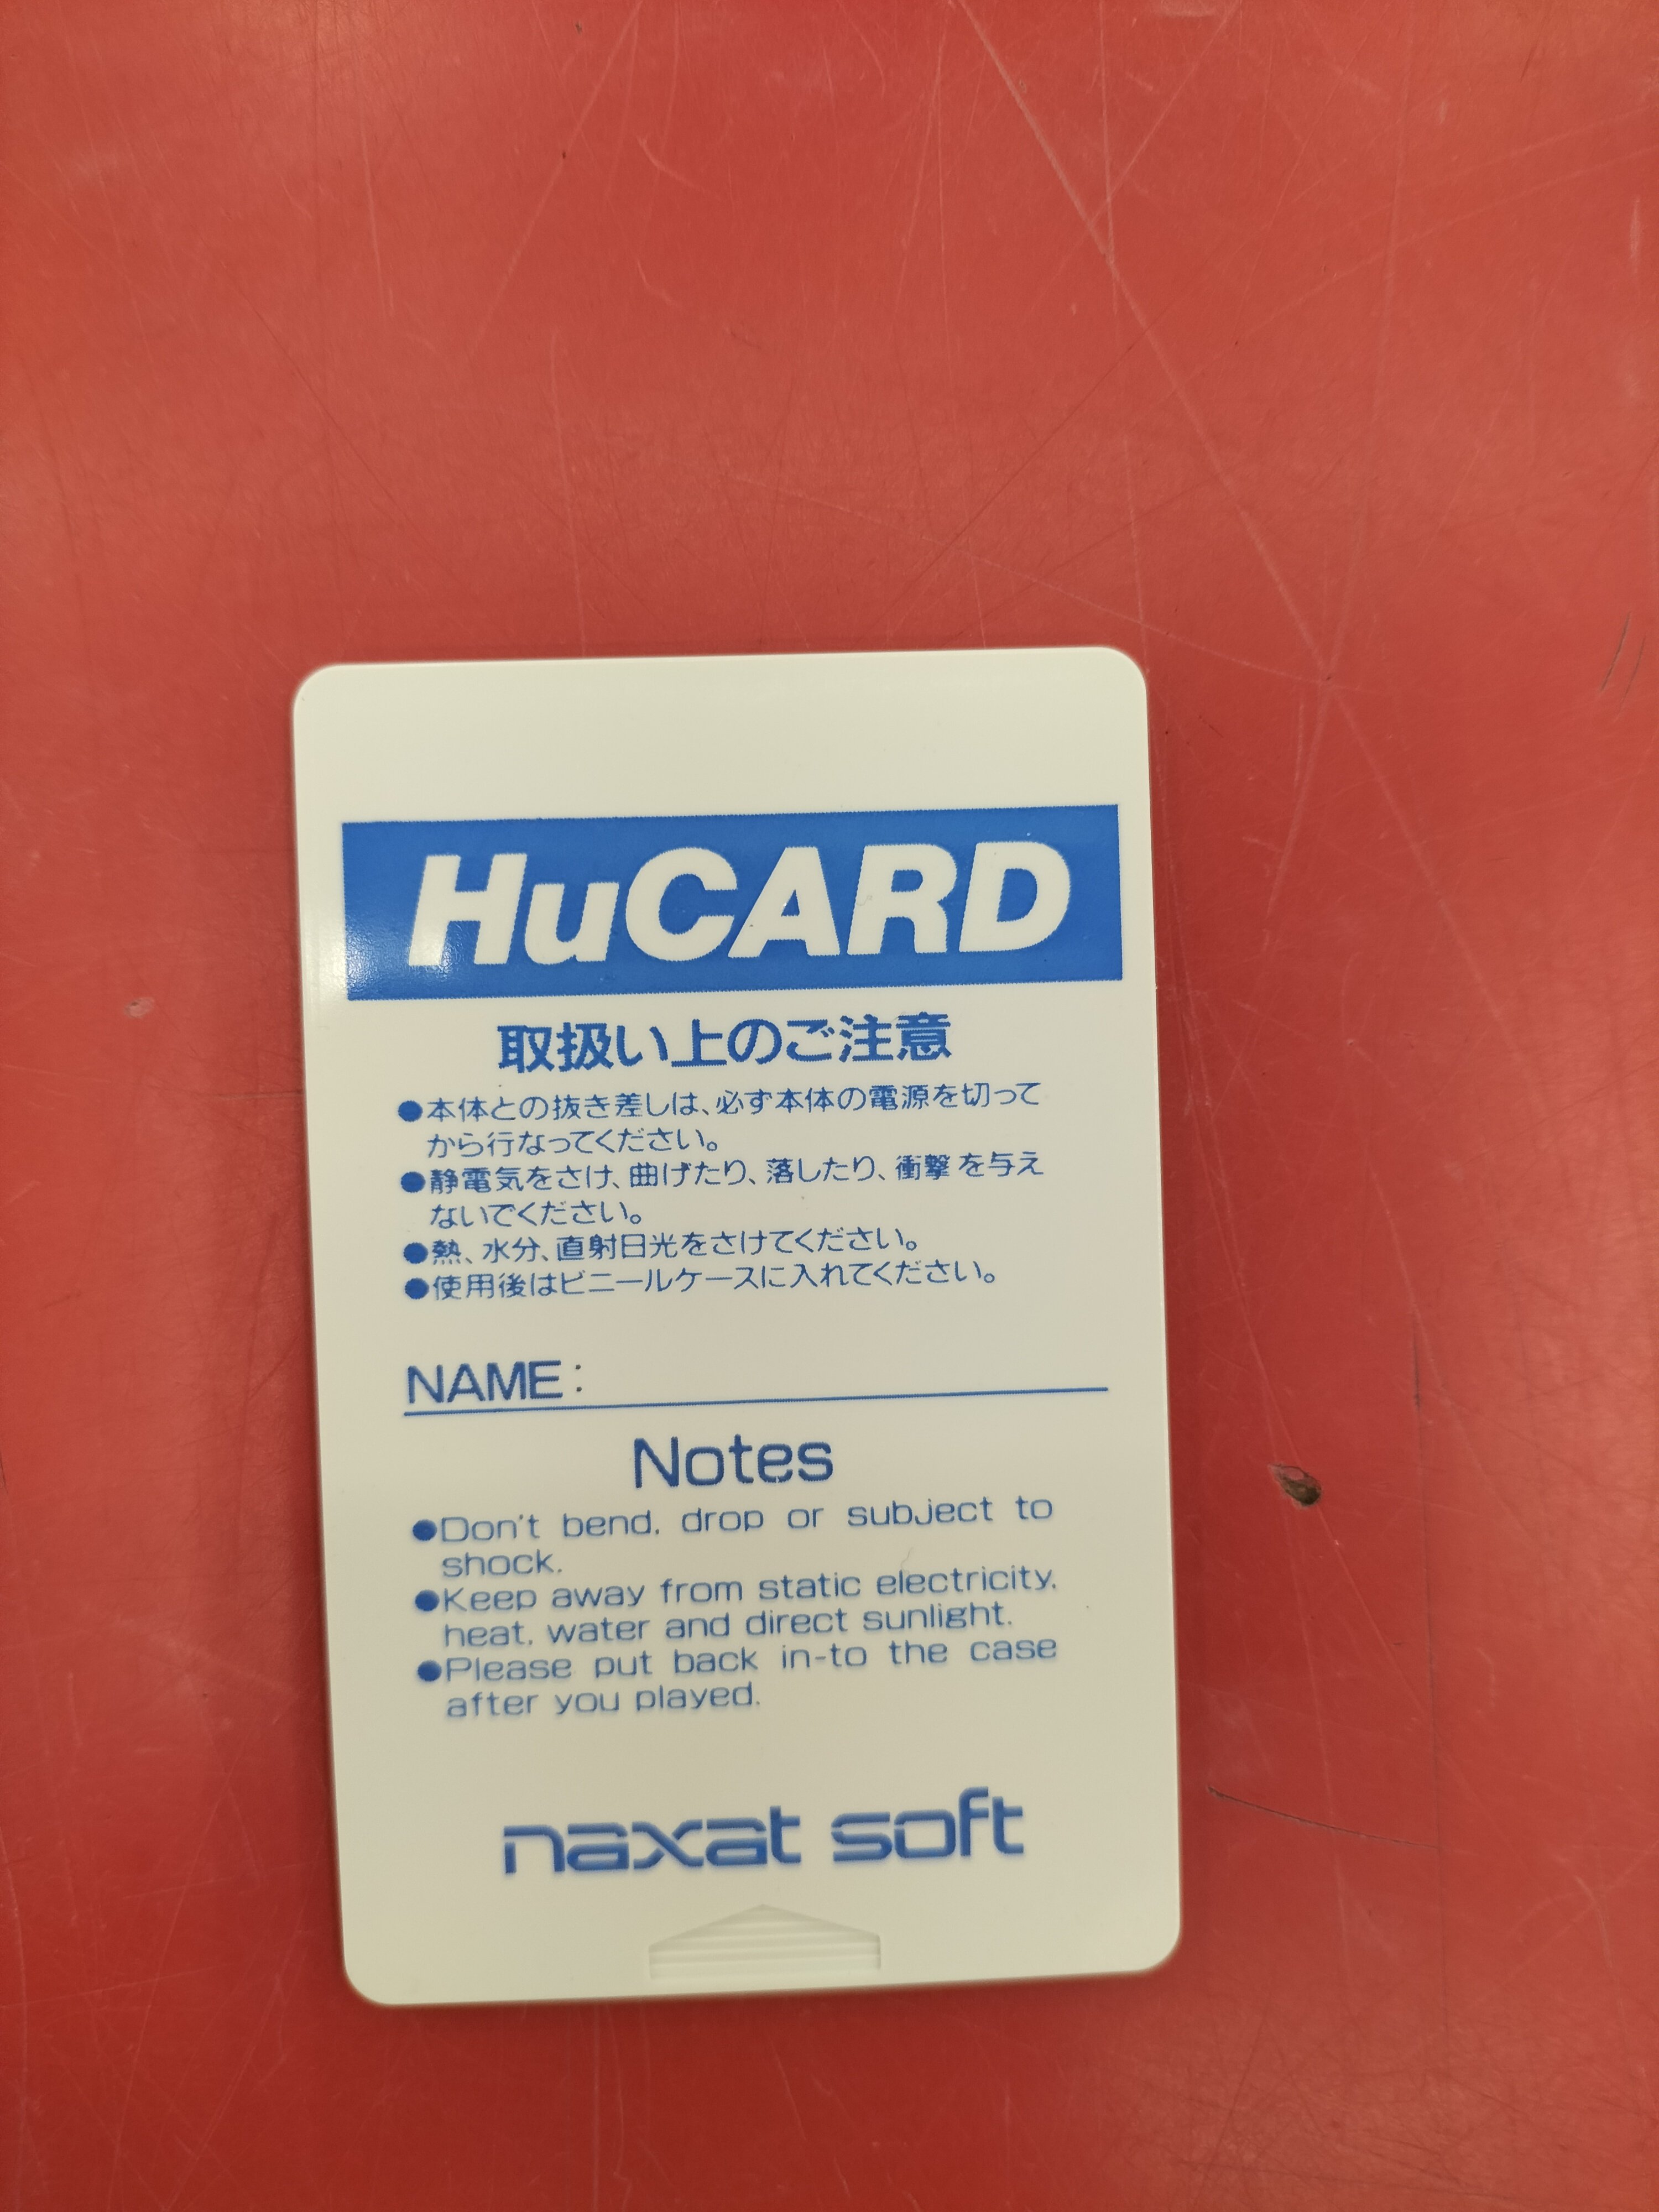 HuCARD
取扱い上のご注意
●本体との抜き差しは、必ず本体の電源を切って
から行なってください。
●静電気をさけ、曲げたり、落したり、衝撃を与え
ないでください。
●熱、水分、直射日光をさけてください。
●使用後はビニールケースに入れてください。
NAME:
Notes
●Don't bend, drop or subject to
shock.
●Keep away from static electricity,
heat, water and direct sunlight.
●Please put back in-to the case
after you played.
naxat soft